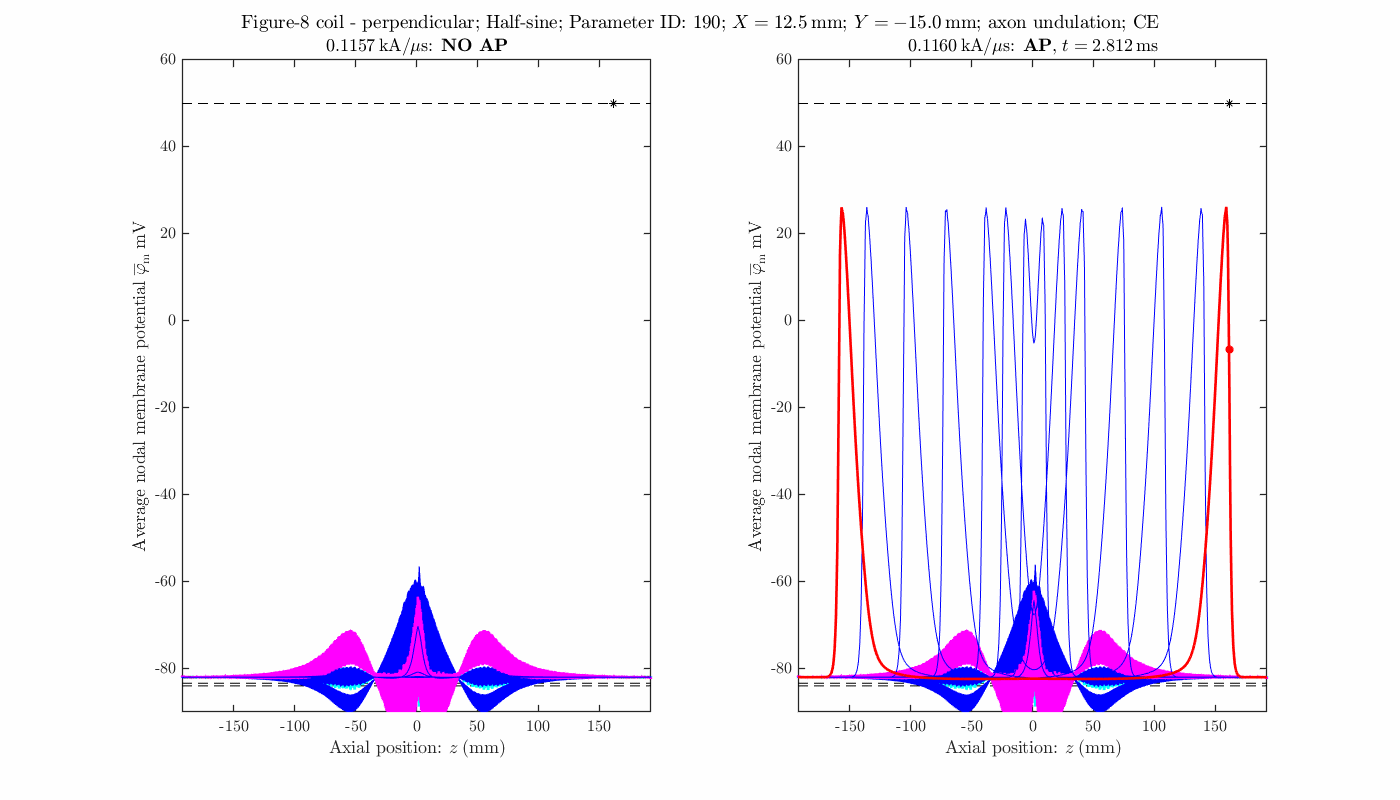 Figure-8 coil - perpendicular; Half-sine; Parameter ID: 190; X = 12.5 mm; Y = −15.0 mm; axon undulation; CE
0.1157 kA/μs: NO AP
60
40
20
0
-20
-40
-60
-80
Average nodal membrane potential φ̅m mV
-150 -100 -50 0 50 100 150
Axial position: z (mm)
0.1160 kA/μs: AP, t = 2.812 ms
60
40
20
0
-20
-40
-60
-80
Average nodal membrane potential φ̅m mV
-150 -100 -50 0 50 100 150
Axial position: z (mm)